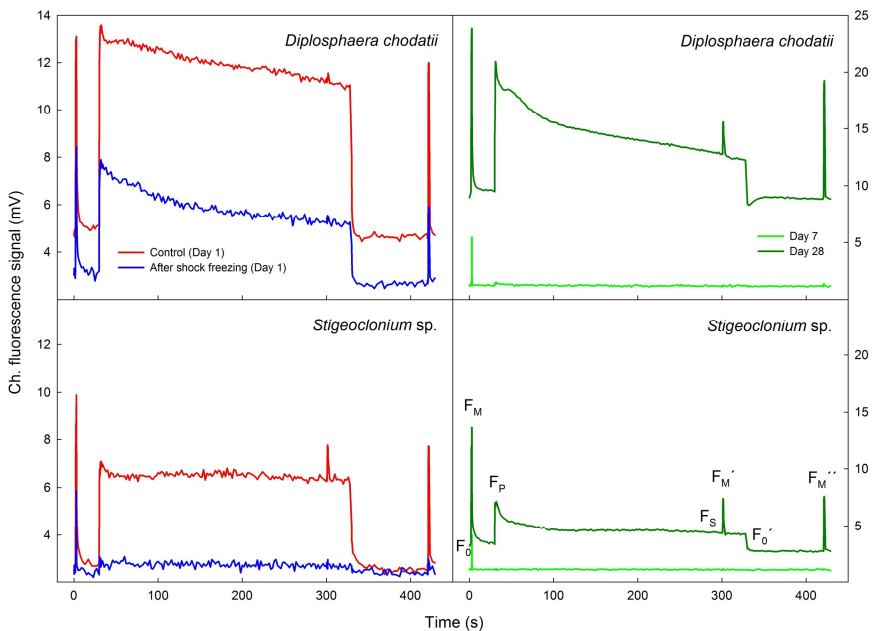 14
12
10
8
6
4
Diplosphaera chodatii
Control (Day 1)
After shock freezing (Day 1)
Diplosphaera chodatii
25
20
15
10
5
Day 7
Day 28
Ch. fluorescence signal (mV)
12
10
8
6
4
Stigeoclonium sp.
0
100
200
300
400
Stigeoclonium sp.
F₀
F_M
F_P
F_S
F_M´
F₀´
F_M´´
20
15
10
5
0
100
200
300
400
Time (s)